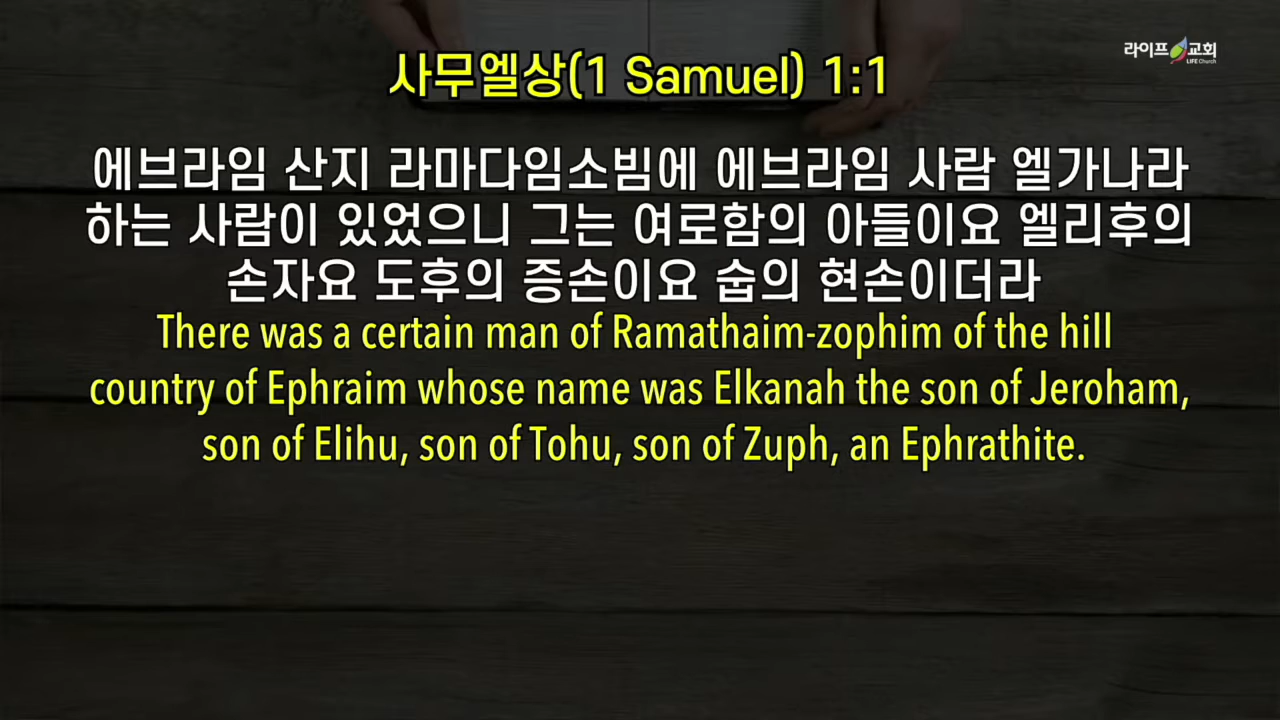 라이프 교회
LIFE Church
사무엘상(1 Samuel) 1:1
에브라임 산지 라마다임소빔에 에브라임 사람 엘가나라
하는 사람이 있었으니 그는 여로함의 아들이요 엘리후의
손자요 도후의 증손이요 숩의 현손이더라
There was a certain man of Ramathaim-zophim of the hill
country of Ephraim whose name was Elkanah the son of Jeroham,
son of Elihu, son of Tohu, son of Zuph, an Ephrathite.